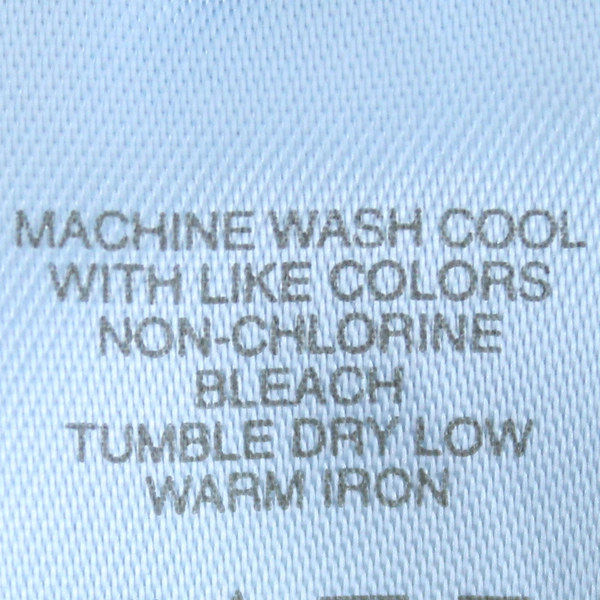 MACHINE WASH COOL
WITH LIKE COLORS
NON-CHLORINE
BLEACH
TUMBLE DRY LOW
WARM IRON